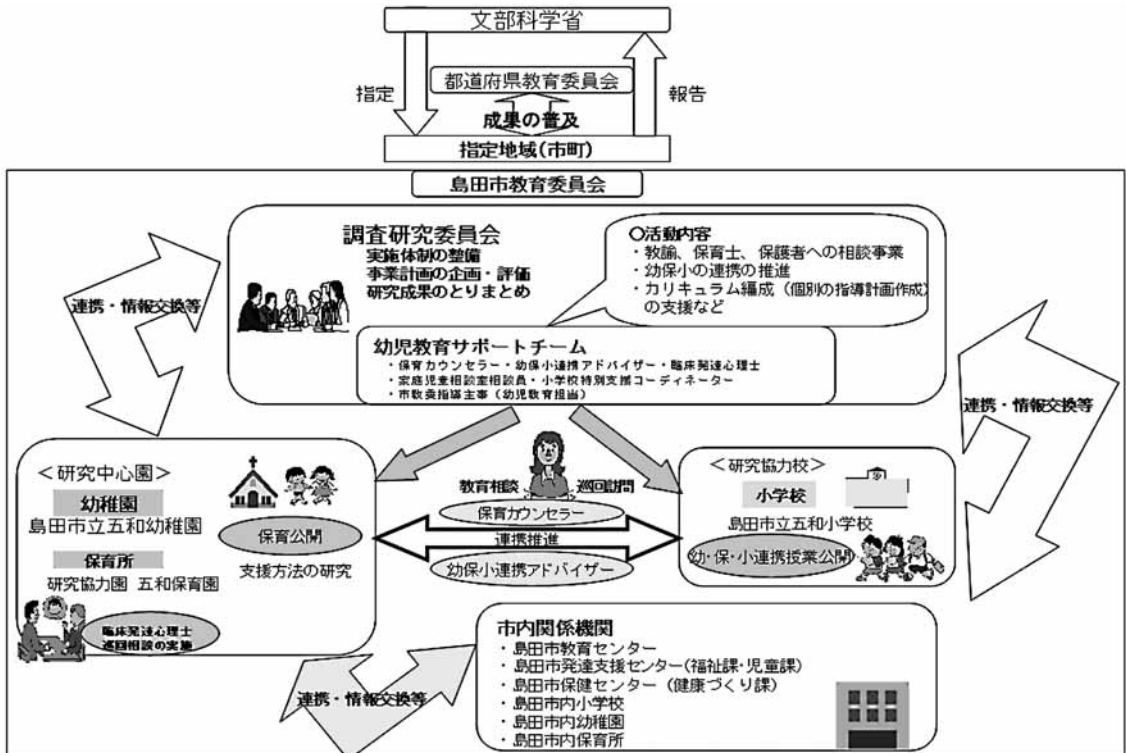 文部科学省
指定
都道府県教育委員会
報告
成果の普及
指定地域(市町)
島田市教育委員会
調査研究委員会
実施体制の整備
事業計画の企画・評価
研究成果のとりまとめ
○活動内容
・教諭、保育士、保護者への相談事業
・幼保小の連携の推進
・カリキュラム編成(個別の指導計画作成)
の支援など
連携・情報交換等
幼児教育サポートチーム
・保育カウンセラー・幼保小連携アドバイザー・臨床発達心理士
・家庭児童相談室相談員・小学校特別支援コーディネーター
・市教委指導主事(幼児教育担当)
連携・情報交換等
<研究中心園>
幼稚園
島田市立五和幼稚園
保育公開
保育所
支援方法の研究
研究協力園 五和保育園
臨床発達心理士
巡回相談の実施
教育相談 巡回訪問
保育カウンセラー
連携推進
幼保小連携アドバイザー
<研究協力校>
小学校
島田市立五和小学校
幼・保・小連携授業公開
連携・情報交換等
市内関係機関
・島田市教育センター
・島田市発達支援センター(福祉課・児童課)
・島田市保健センター(健康づくり課)
・島田市内小学校
・島田市内幼稚園
・島田市内保育所